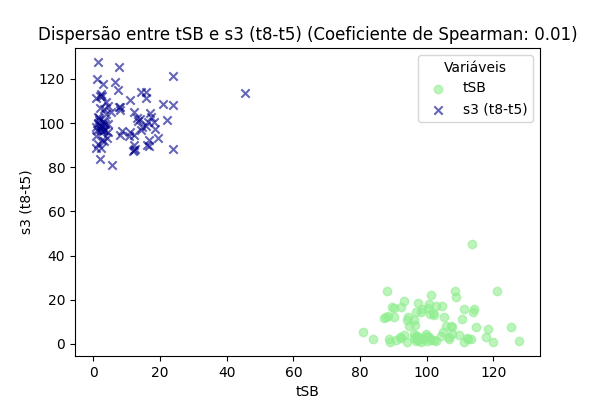 Dispersão entre tSB e s3 (t8-t5) (Coeficiente de Spearman: 0.01)
Variáveis
tSB
s3 (t8-t5)
120
100
80
60
40
20
0
s3 (t8-t5)
0 20 40 60 80 100 120
tSB